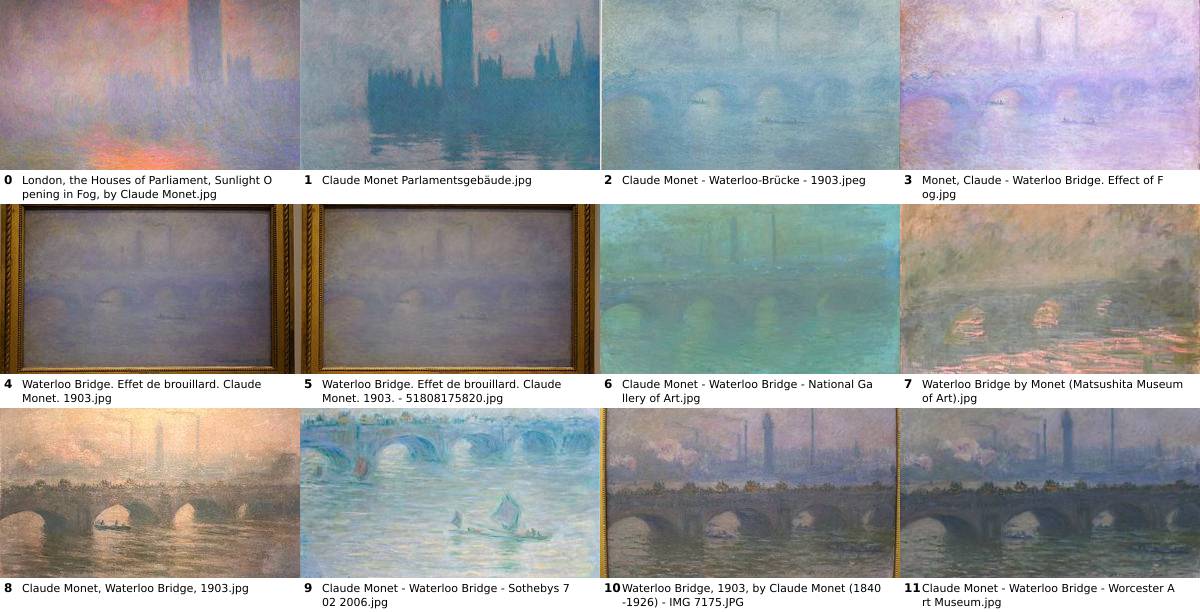 0 London, the Houses of Parliament, Sunlight O
pening in Fog, by Claude Monet.jpg
1 Claude Monet Parlamentsgebäude.jpg
2 Claude Monet - Waterloo-Brücke - 1903.jpeg
3 Monet, Claude - Waterloo Bridge. Effect of F
og.jpg
4 Waterloo Bridge. Effet de brouillard. Claude
Monet. 1903.jpg
5 Waterloo Bridge. Effet de brouillard. Claude
Monet. 1903. - 51808175820.jpg
6 Claude Monet - Waterloo Bridge - National Ga
llery of Art.jpg
7 Waterloo Bridge by Monet (Matsushita Museum
of Art).jpg
8 Claude Monet, Waterloo Bridge, 1903.jpg
9 Claude Monet - Waterloo Bridge - Sothebys 7
02 2006.jpg
10 Waterloo Bridge, 1903, by Claude Monet (1840
-1926) - IMG 7175.JPG
11 Claude Monet - Waterloo Bridge - Worcester A
rt Museum.jpg